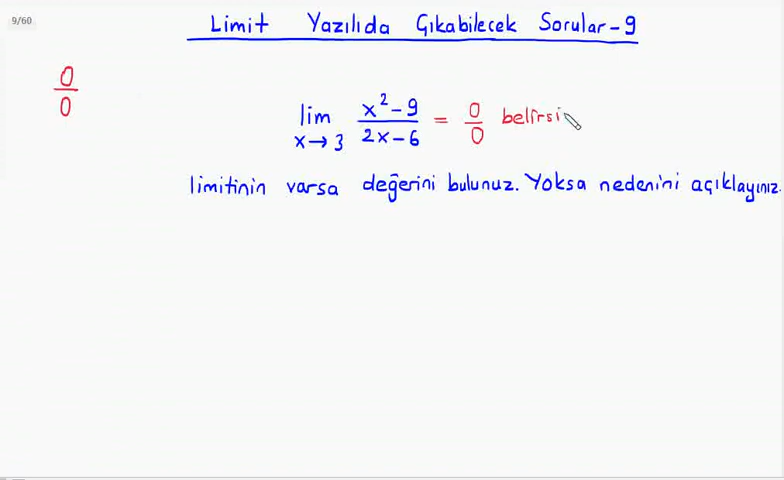 9/60
Limit Yazılıda Çıkabilecek Sorular-9
0/0
lim x→3 x²-9 / 2x-6 = 0/0 belirsi
limitinin varsa değerini bulunuz. Yoksa nedenini açıklayınız.